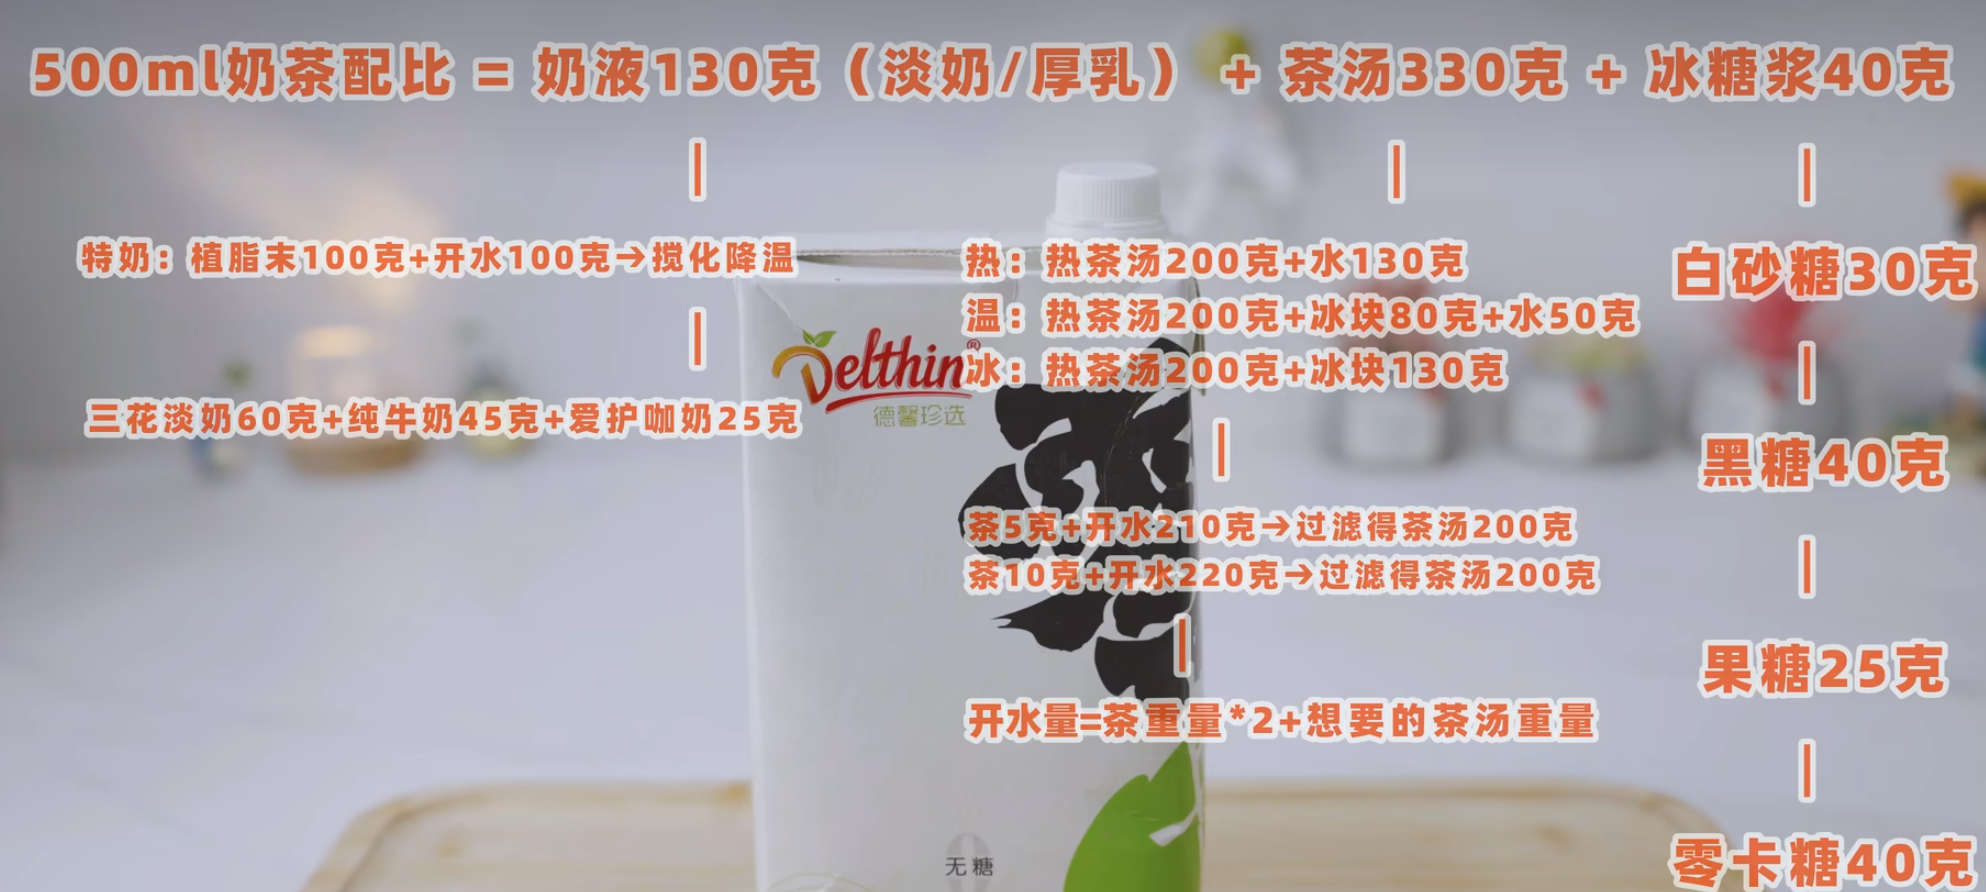 500ml奶茶配比 = 奶液130克（淡奶/厚乳） + 茶汤330克 + 冰糖浆40克
特奶：植脂末100克+开水100克→搅化降温
三花淡奶60克+纯牛奶45克+爱护咖奶25克
热：热茶汤200克+水130克
温：热茶汤200克+冰块80克+水50克
冰：热茶汤200克+冰块130克
茶5克+开水210克→过滤得茶汤200克
茶10克+开水220克→过滤得茶汤200克
开水量=茶重量*2+想要的茶汤重量
白砂糖30克
黑糖40克
果糖25克
零卡糖40克
Delthin®
德馨珍选
0
无糖